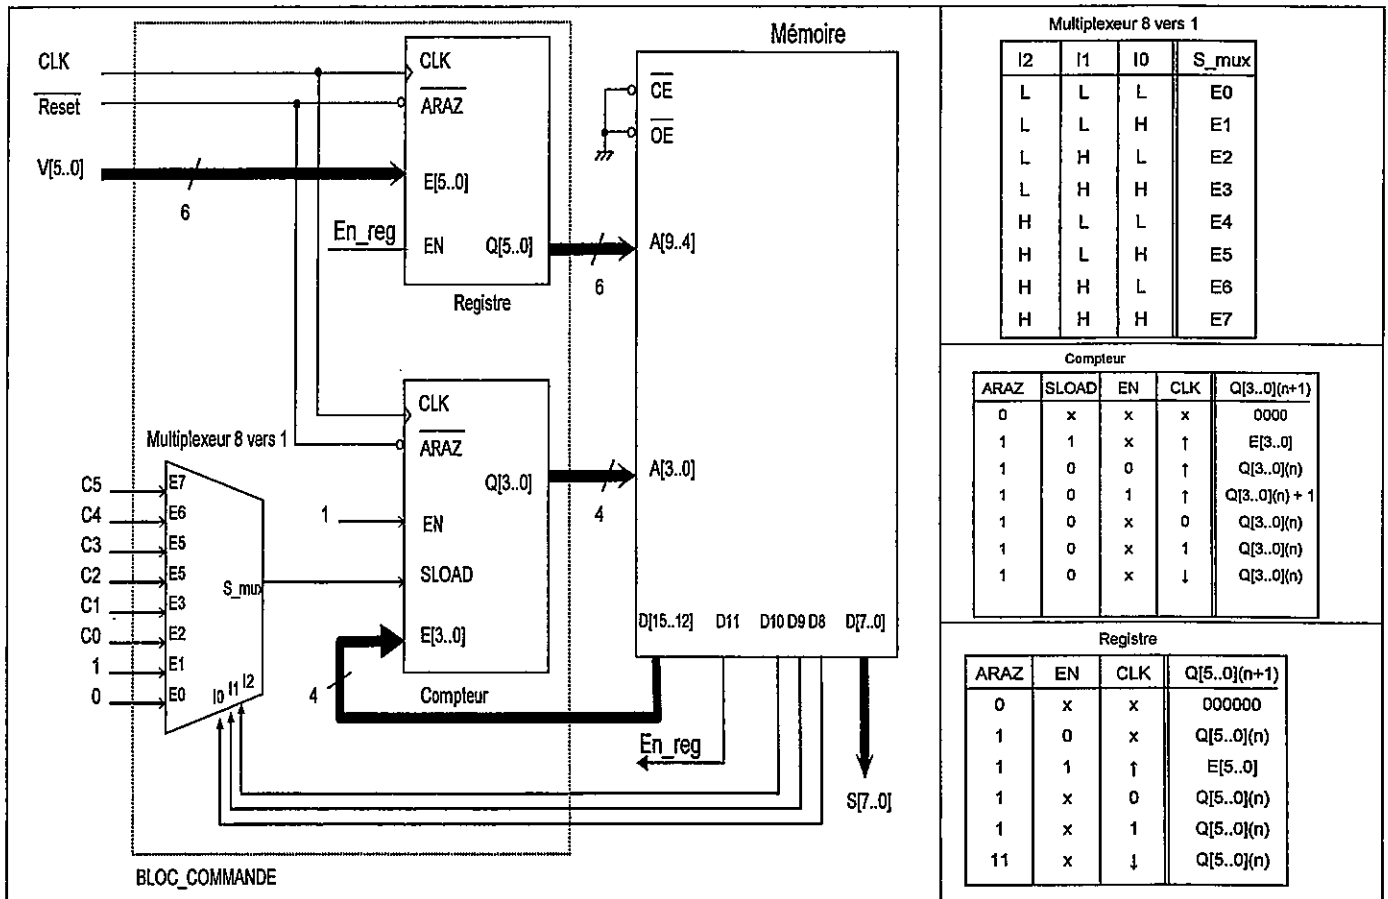 CLK
Reset
V[5..0]
6
CLK
ARAZ
E[5..0]
En_reg
EN
Q[5..0]
Registre
6
Mémoire
CE
OE
A[9..4]
A[3..0]
D[15..12] D11 D10 D9 D8 D[7..0]
Multiplexeur 8 vers 1
C5 E7
C4 E6
C3 E5
C2 E5
C1 E3
C0 E2
1 E1
0 E0
S_mux
I0 I1 I2
CLK
ARAZ
Q[3..0]
4
1
EN
SLOAD
E[3..0]
4
Compteur
En_reg
S[7..0]
BLOC_COMMANDE
Multiplexeur 8 vers 1
I2 I1 I0 S_mux
L L L E0
L L H E1
L H L E2
L H H E3
H L L E4
H L H E5
H H L E6
H H H E7
Compteur
ARAZ SLOAD EN CLK Q[3..0](n+1)
0 x x x 0000
1 1 x ↑ E[3..0]
1 0 0 ↑ Q[3..0](n)
1 0 1 ↑ Q[3..0](n) + 1
1 0 x 0 Q[3..0](n)
1 0 x 1 Q[3..0](n)
1 0 x ↓ Q[3..0](n)
Registre
ARAZ EN CLK Q[5..0](n+1)
0 x x 000000
1 0 x Q[5..0](n)
1 1 ↑ E[5..0]
1 x 0 Q[5..0](n)
1 x 1 Q[5..0](n)
11 x ↓ Q[5..0](n)